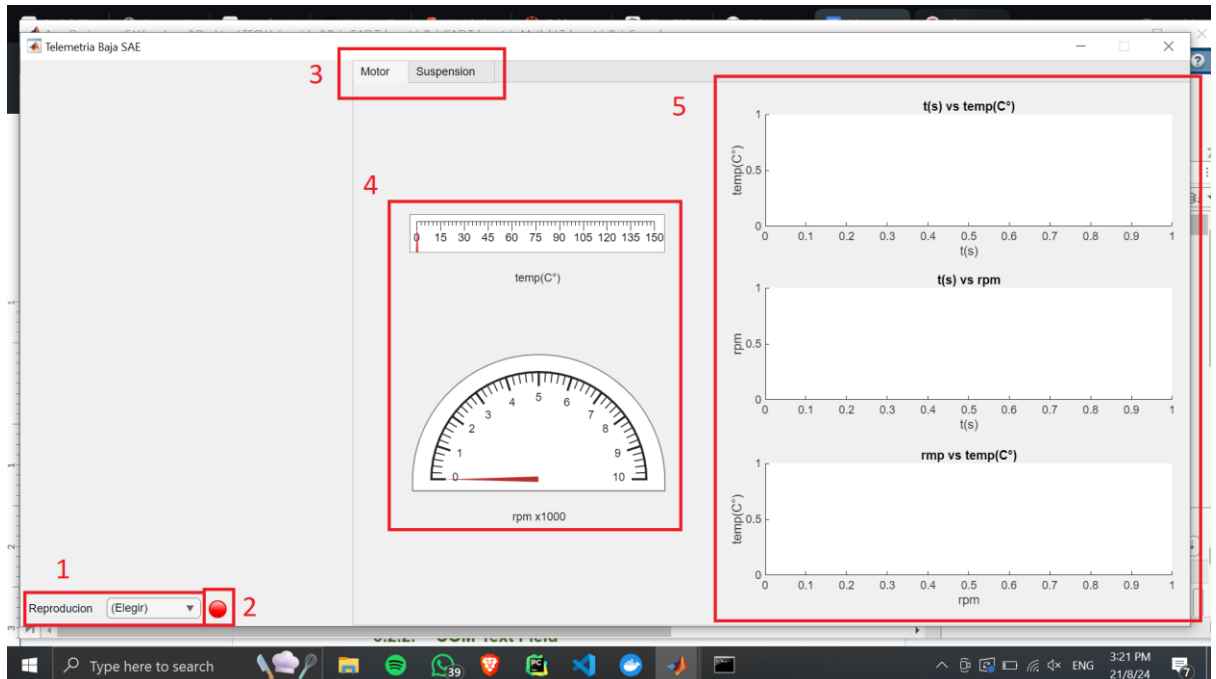 Telemetria Baja SAE
3
Motor Suspension
5
t(s) vs temp(C°)
1
0.5
0
temp(C°)
0 0.1 0.2 0.3 0.4 0.5 0.6 0.7 0.8 0.9 1
t(s)
4
0 15 30 45 60 75 90 105 120 135 150
temp(C°)
t(s) vs rpm
1
0.5
0
rpm
0 0.1 0.2 0.3 0.4 0.5 0.6 0.7 0.8 0.9 1
t(s)
0 1 2 3 4 5 6 7 8 9 10
rpm x1000
rmp vs temp(C°)
1
0.5
0
temp(C°)
0 0.1 0.2 0.3 0.4 0.5 0.6 0.7 0.8 0.9 1
rpm
1
Reproducion (Elegir)
2
1
2
3
Type here to search
PC
39
ENG
3:21 PM
21/8/24
7